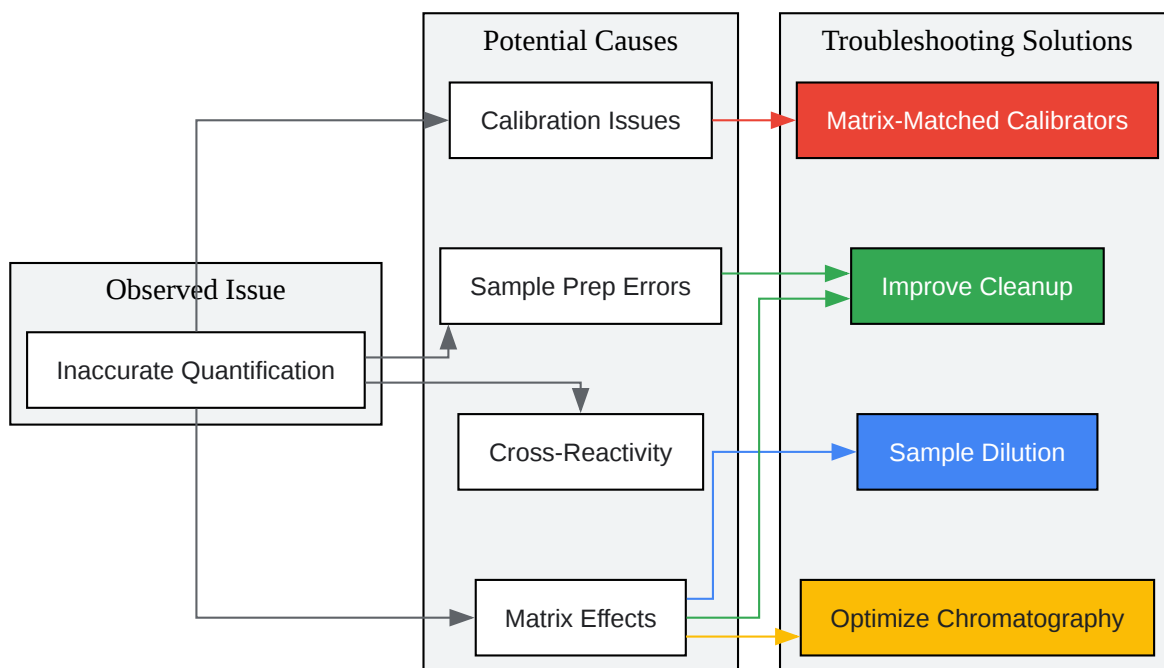 Potential Causes
Troubleshooting Solutions
Calibration Issues
Matrix-Matched Calibrators
Observed Issue
Sample Prep Errors
Improve Cleanup
Inaccurate Quantification
Cross-Reactivity
Sample Dilution
Matrix Effects
Optimize Chromatography